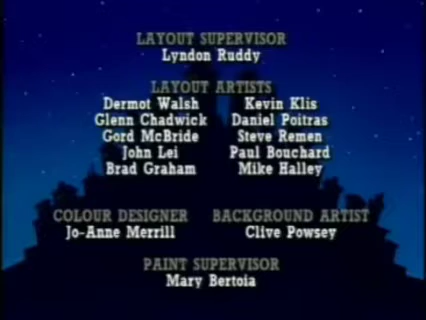 LAYOUT SUPERVISOR
Lyndon Ruddy
LAYOUT ARTISTS
Dermot Walsh Kevin Klis
Glenn Chadwick Daniel Poitras
Gord McBride Steve Remen
John Lei Paul Bouchard
Brad Graham Mike Halley
COLOUR DESIGNER BACKGROUND ARTIST
Jo-Anne Merrill Clive Powsey
PAINT SUPERVISOR
Mary Bertoia